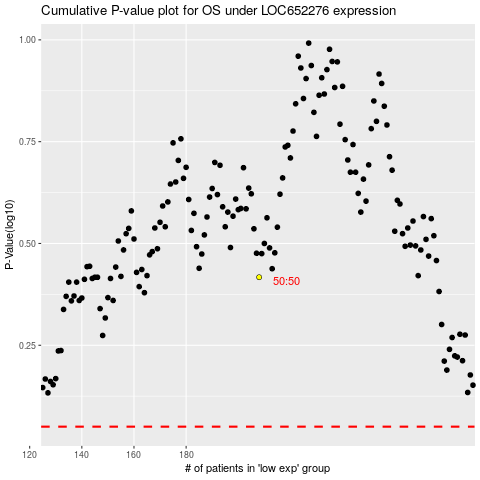 Cumulative P-value plot for OS under LOC652276 expression
P-Value(log10)
1.00
0.75
0.50
0.25
50:50
120 140 160 180
# of patients in 'low exp' group